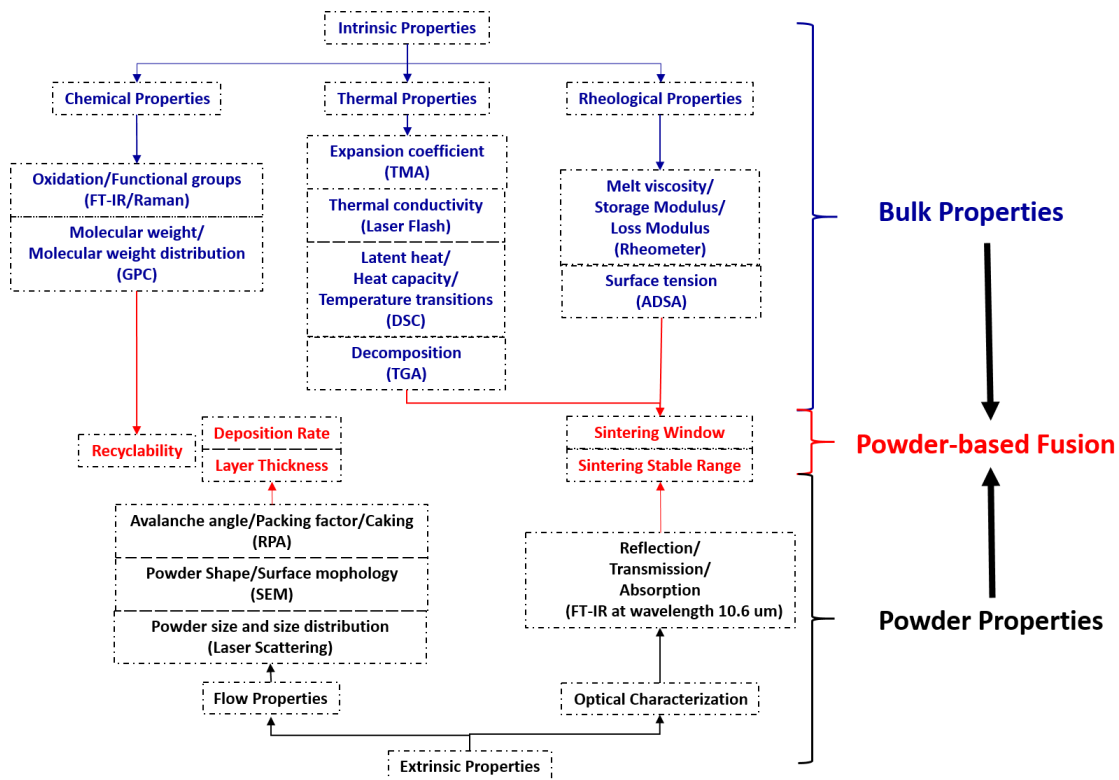 Intrinsic Properties
Chemical Properties
Thermal Properties
Rheological Properties
Oxidation/Functional groups
(FT-IR/Raman)
Molecular weight/
Molecular weight distribution
(GPC)
Expansion coefficient
(TMA)
Thermal conductivity
(Laser Flash)
Latent heat/
Heat capacity/
Temperature transitions
(DSC)
Decomposition
(TGA)
Melt viscosity/
Storage Modulus/
Loss Modulus
(Rheometer)
Surface tension
(ADSA)
Bulk Properties
Recyclability
Deposition Rate
Layer Thickness
Sintering Window
Sintering Stable Range
Powder-based Fusion
Avalanche angle/Packing factor/Caking
(RPA)
Powder Shape/Surface mophology
(SEM)
Powder size and size distribution
(Laser Scattering)
Reflection/
Transmission/
Absorption
(FT-IR at wavelength 10.6 um)
Powder Properties
Flow Properties
Optical Characterization
Extrinsic Properties